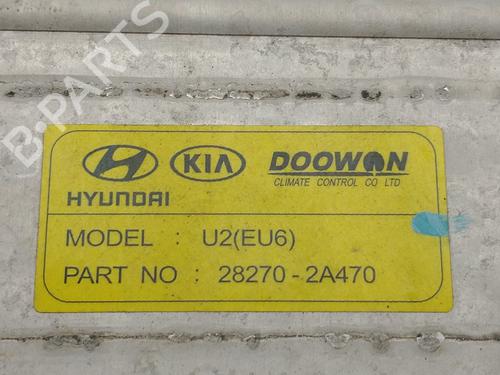 B-PARTS
KIA DOOWON
CLIMATE CONTROL CO LTD
HYUNDAI
MODEL : U2(EU6)
PART NO : 28270-2A470